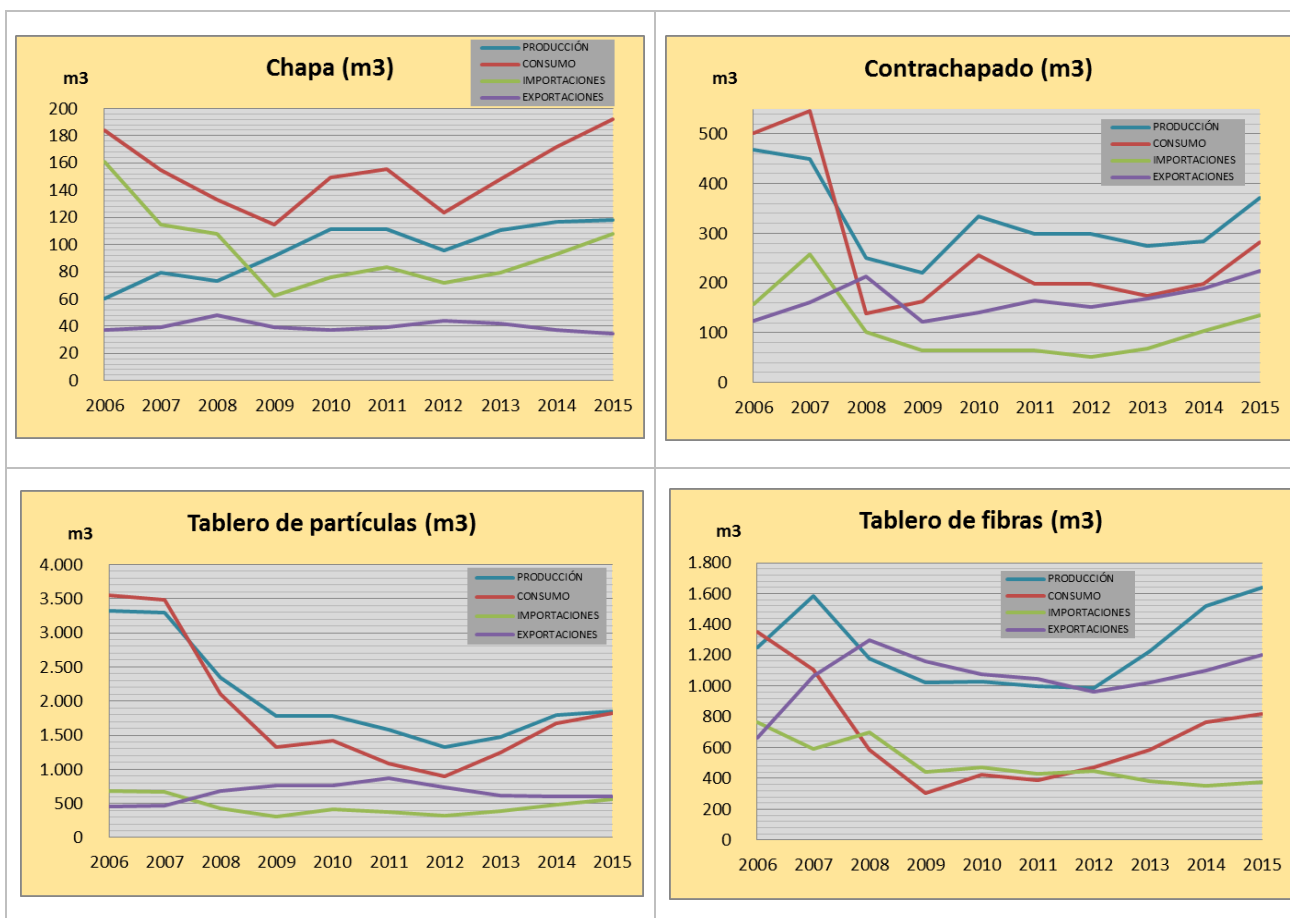 Chapa (m3)
m3
PRODUCCIÓN
CONSUMO
IMPORTACIONES
EXPORTACIONES
200
180
160
140
120
100
80
60
40
20
0
2006 2007 2008 2009 2010 2011 2012 2013 2014 2015
Contrachapado (m3)
m3
PRODUCCIÓN
CONSUMO
IMPORTACIONES
EXPORTACIONES
500
400
300
200
100
0
2006 2007 2008 2009 2010 2011 2012 2013 2014 2015
Tablero de partículas (m3)
m3
PRODUCCIÓN
CONSUMO
IMPORTACIONES
EXPORTACIONES
4.000
3.500
3.000
2.500
2.000
1.500
1.000
500
0
2006 2007 2008 2009 2010 2011 2012 2013 2014 2015
Tablero de fibras (m3)
m3
PRODUCCIÓN
CONSUMO
IMPORTACIONES
EXPORTACIONES
1.800
1.600
1.400
1.200
1.000
800
600
400
200
0
2006 2007 2008 2009 2010 2011 2012 2013 2014 2015